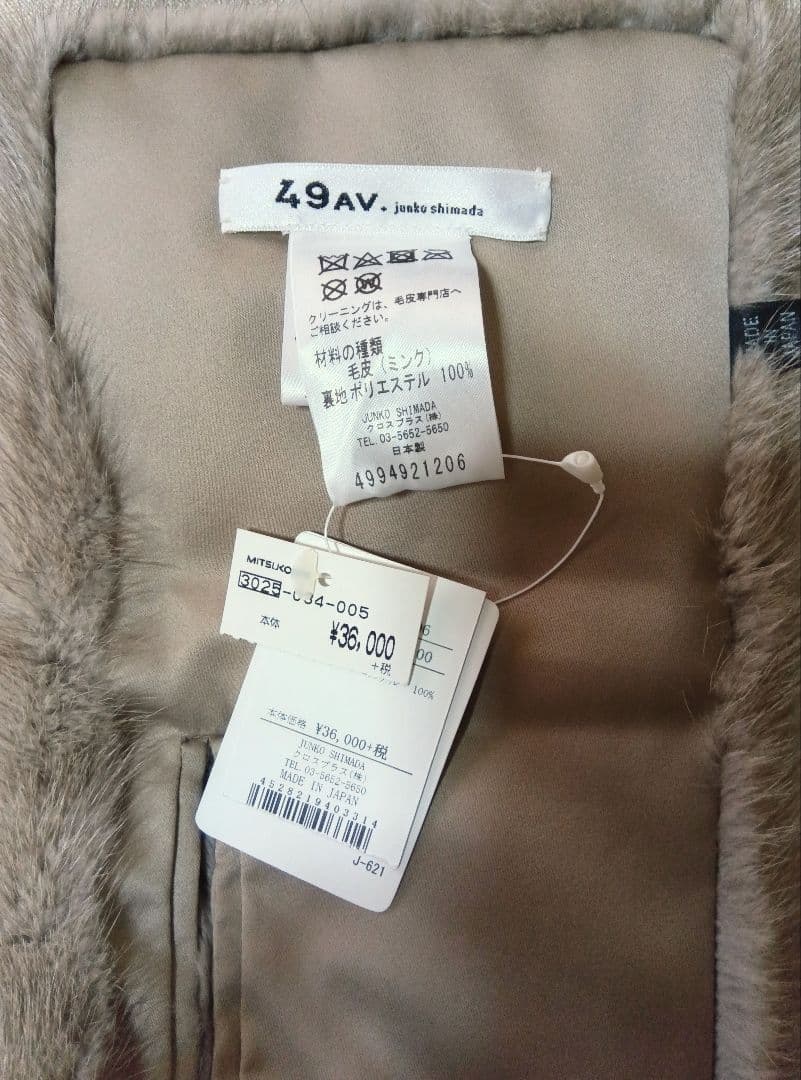 49AV. junko shimada
MADE IN JAPAN
クリーニングは、毛皮専門店へ
ご相談ください。
材料の種類
毛皮(ミンク)
裏地 ポリエステル 100%
JUNKO SHIMADA
クロスプラス(株)
TEL. 03-5652-5650
日本製
4994921206
MITSUKO
3025-034-005
本体 ¥36,000
+税
100%
本体価格 ¥36,000+税
JUNKO SHIMADA
クロスプラス(株)
TEL. 03-5652-5650
MADE IN JAPAN
4528219403314
J-621